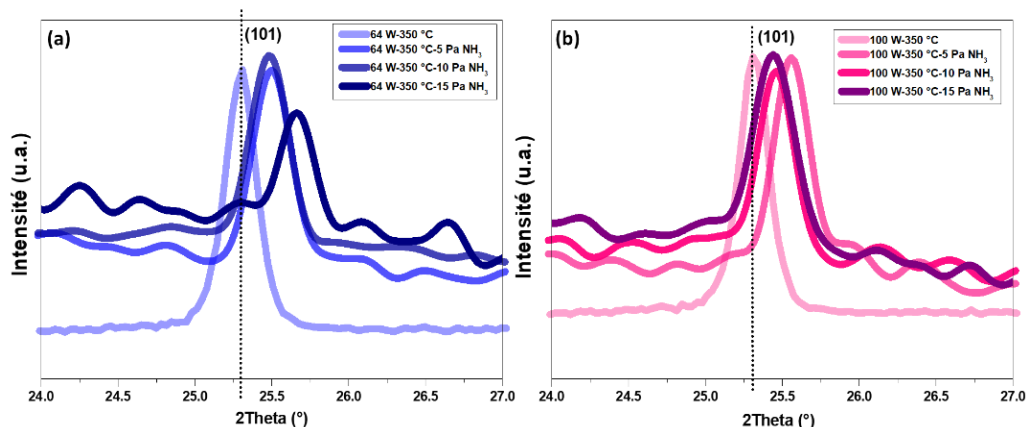 (a)
(101)
64 W-350 °C
64 W-350 °C-5 Pa NH₃
64 W-350 °C-10 Pa NH₃
64 W-350 °C-15 Pa NH₃
Intensité (u.a.)
24.0 24.5 25.0 25.5 26.0 26.5 27.0
2Theta (°)
(b)
(101)
100 W-350 °C
100 W-350 °C-5 Pa NH₃
100 W-350 °C-10 Pa NH₃
100 W-350 °C-15 Pa NH₃
Intensité (u.a.)
24.0 24.5 25.0 25.5 26.0 26.5 27.0
2Theta (°)